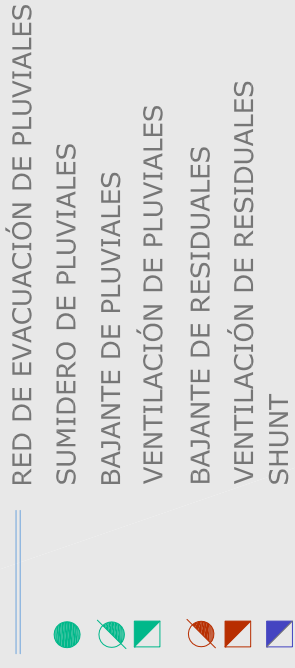 RED DE EVACUACIÓN DE PLUVIALES
SUMIDERO DE PLUVIALES
BAJANTE DE PLUVIALES
VENTILACIÓN DE PLUVIALES
BAJANTE DE RESIDUALES
VENTILACIÓN DE RESIDUALES
SHUNT